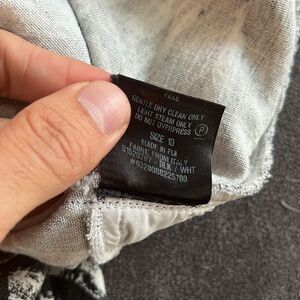 GENTLE DRY CLEAN ONLY
LIGHT STEAM ONLY
DO NOT OVERPRESS
P
SIZE 10
MADE IN FIJI
FABRIC FROM ITALY
BLK / WHT